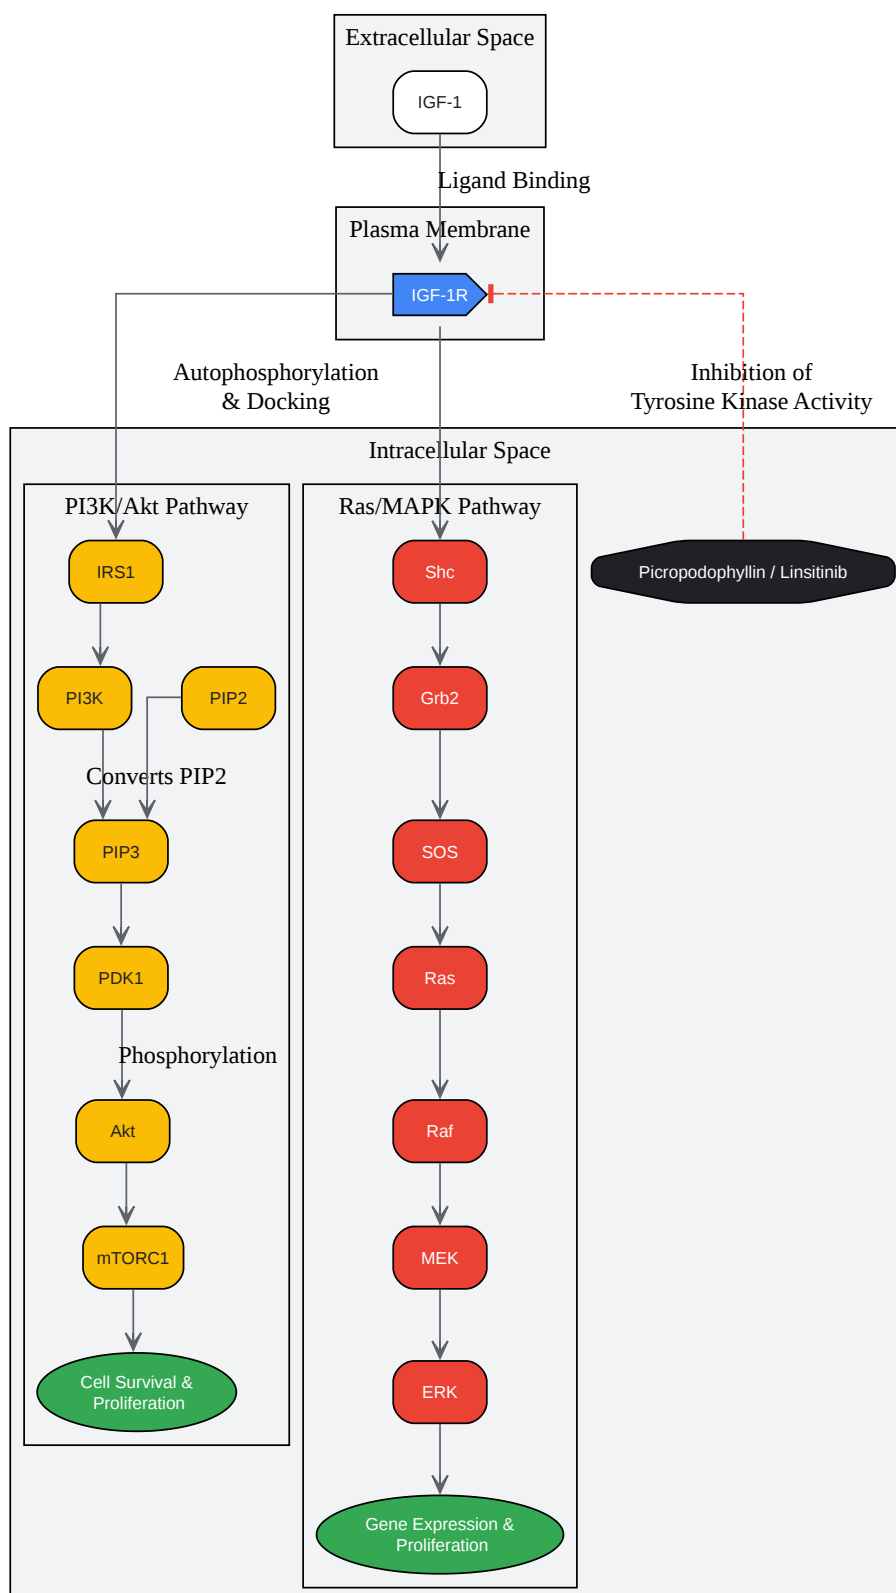 Extracellular Space
IGF-1
Ligand Binding
Plasma Membrane
IGF-1R
Autophosphorylation
& Docking
Inhibition of
Tyrosine Kinase Activity
Intracellular Space
PI3K/Akt Pathway
IRS1
PI3K
PIP2
Converts PIP2
PIP3
PDK1
Phosphorylation
Akt
mTORC1
Cell Survival &
Proliferation
Ras/MAPK Pathway
Shc
Grb2
SOS
Ras
Raf
MEK
ERK
Gene Expression &
Proliferation
Picropodophyllin / Linsitinib